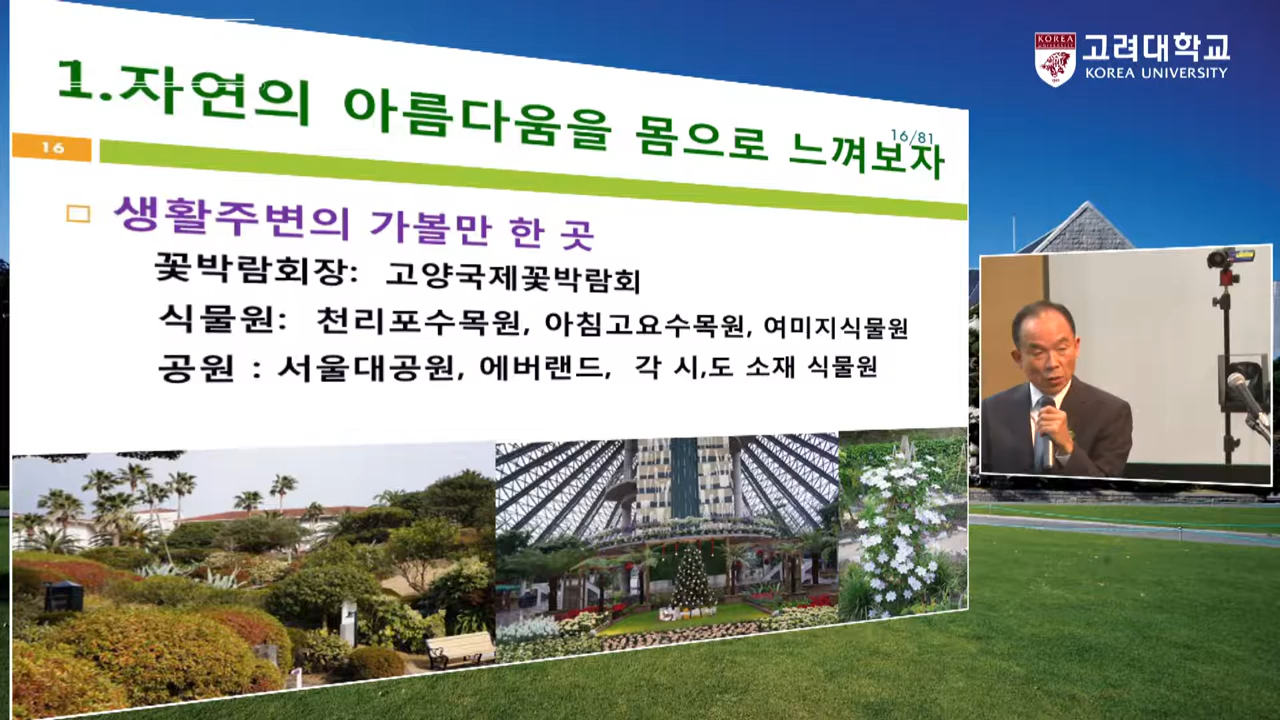 KOREA
고려대학교
KOREA UNIVERSITY
1.자연의 아름다움을 몸으로 느껴보자
16/81
16
생활주변의 가볼만 한 곳
꽃박람회장: 고양국제꽃박람회
식물원: 천리포수목원, 아침고요수목원, 여미지식물원
공원 : 서울대공원, 에버랜드, 각 시,도 소재 식물원